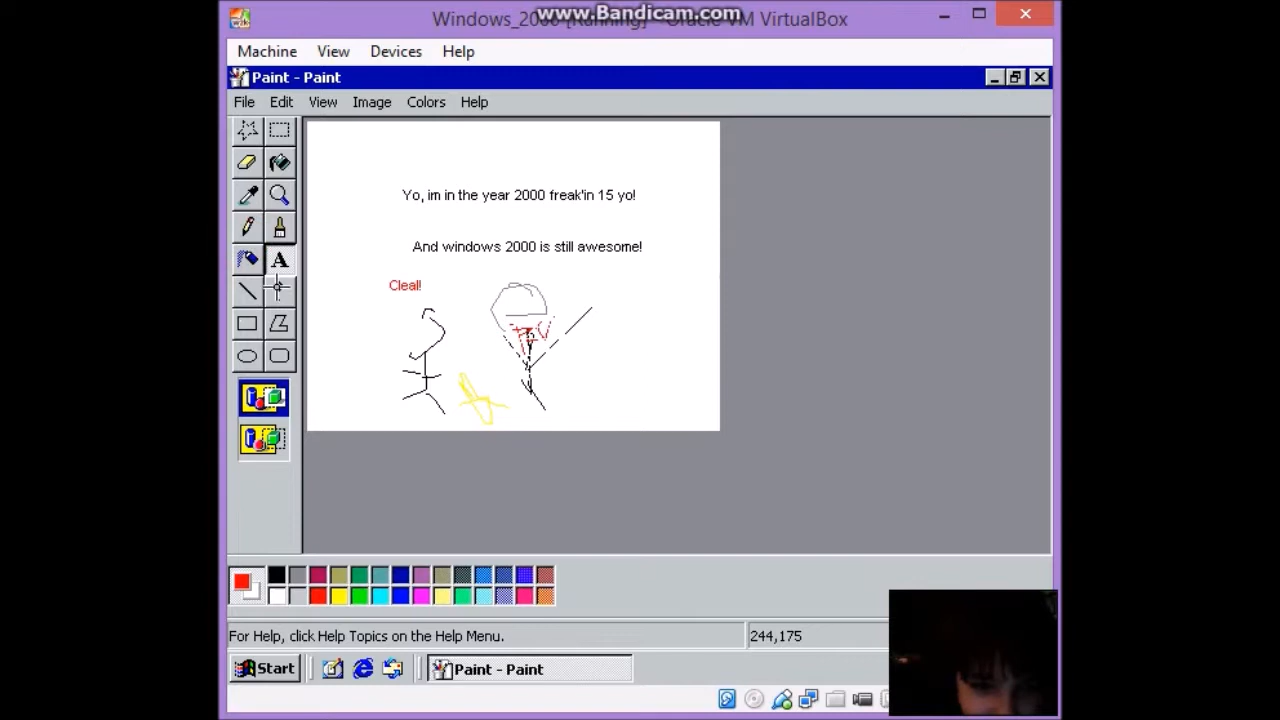 www.Bandicam.com
Windows_2000 [Running] - Oracle VM VirtualBox
Machine View Devices Help
Paint - Paint
File Edit View Image Colors Help
Yo, im in the year 2000 freak'in 15 yo!
And windows 2000 is still awesome!
Cleal!
A
For Help, click Help Topics on the Help Menu.
244,175
Start
Paint - Paint